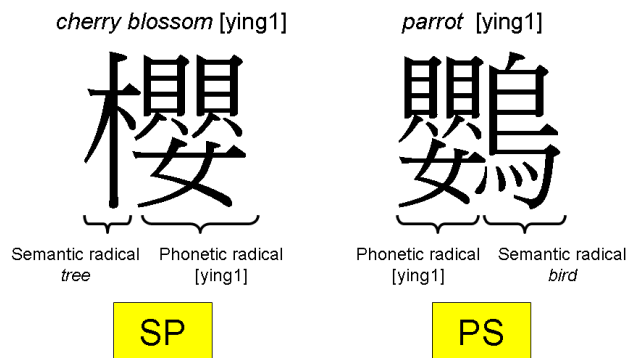 cherry blossom [ying1]
櫻
Semantic radical
tree
Phonetic radical
[ying1]
SP
parrot [ying1]
鸚
Phonetic radical
[ying1]
Semantic radical
bird
PS